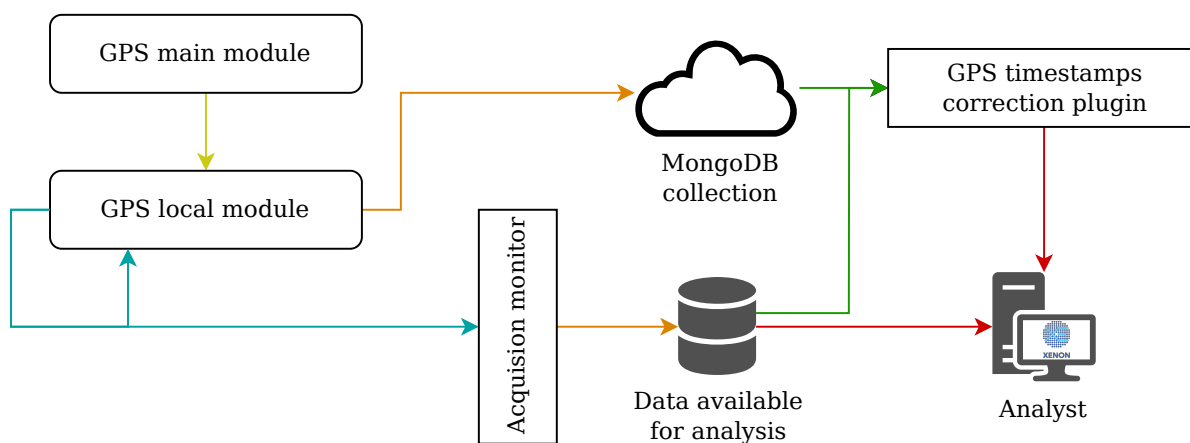 GPS main module
GPS timestamps
correction plugin
MongoDB
collection
GPS local module
Acquision monitor
XENON
Data available
for analysis
Analyst